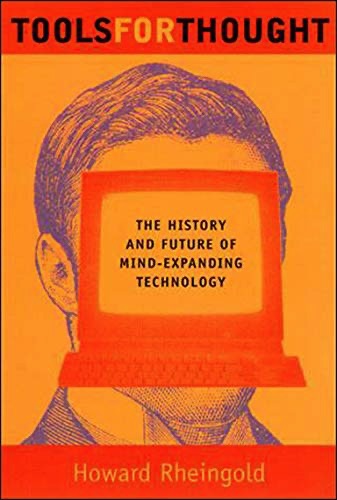 TOOLSFORTHOUGHT
THE HISTORY
AND FUTURE OF
MIND-EXPANDING
TECHNOLOGY
Howard Rheingold